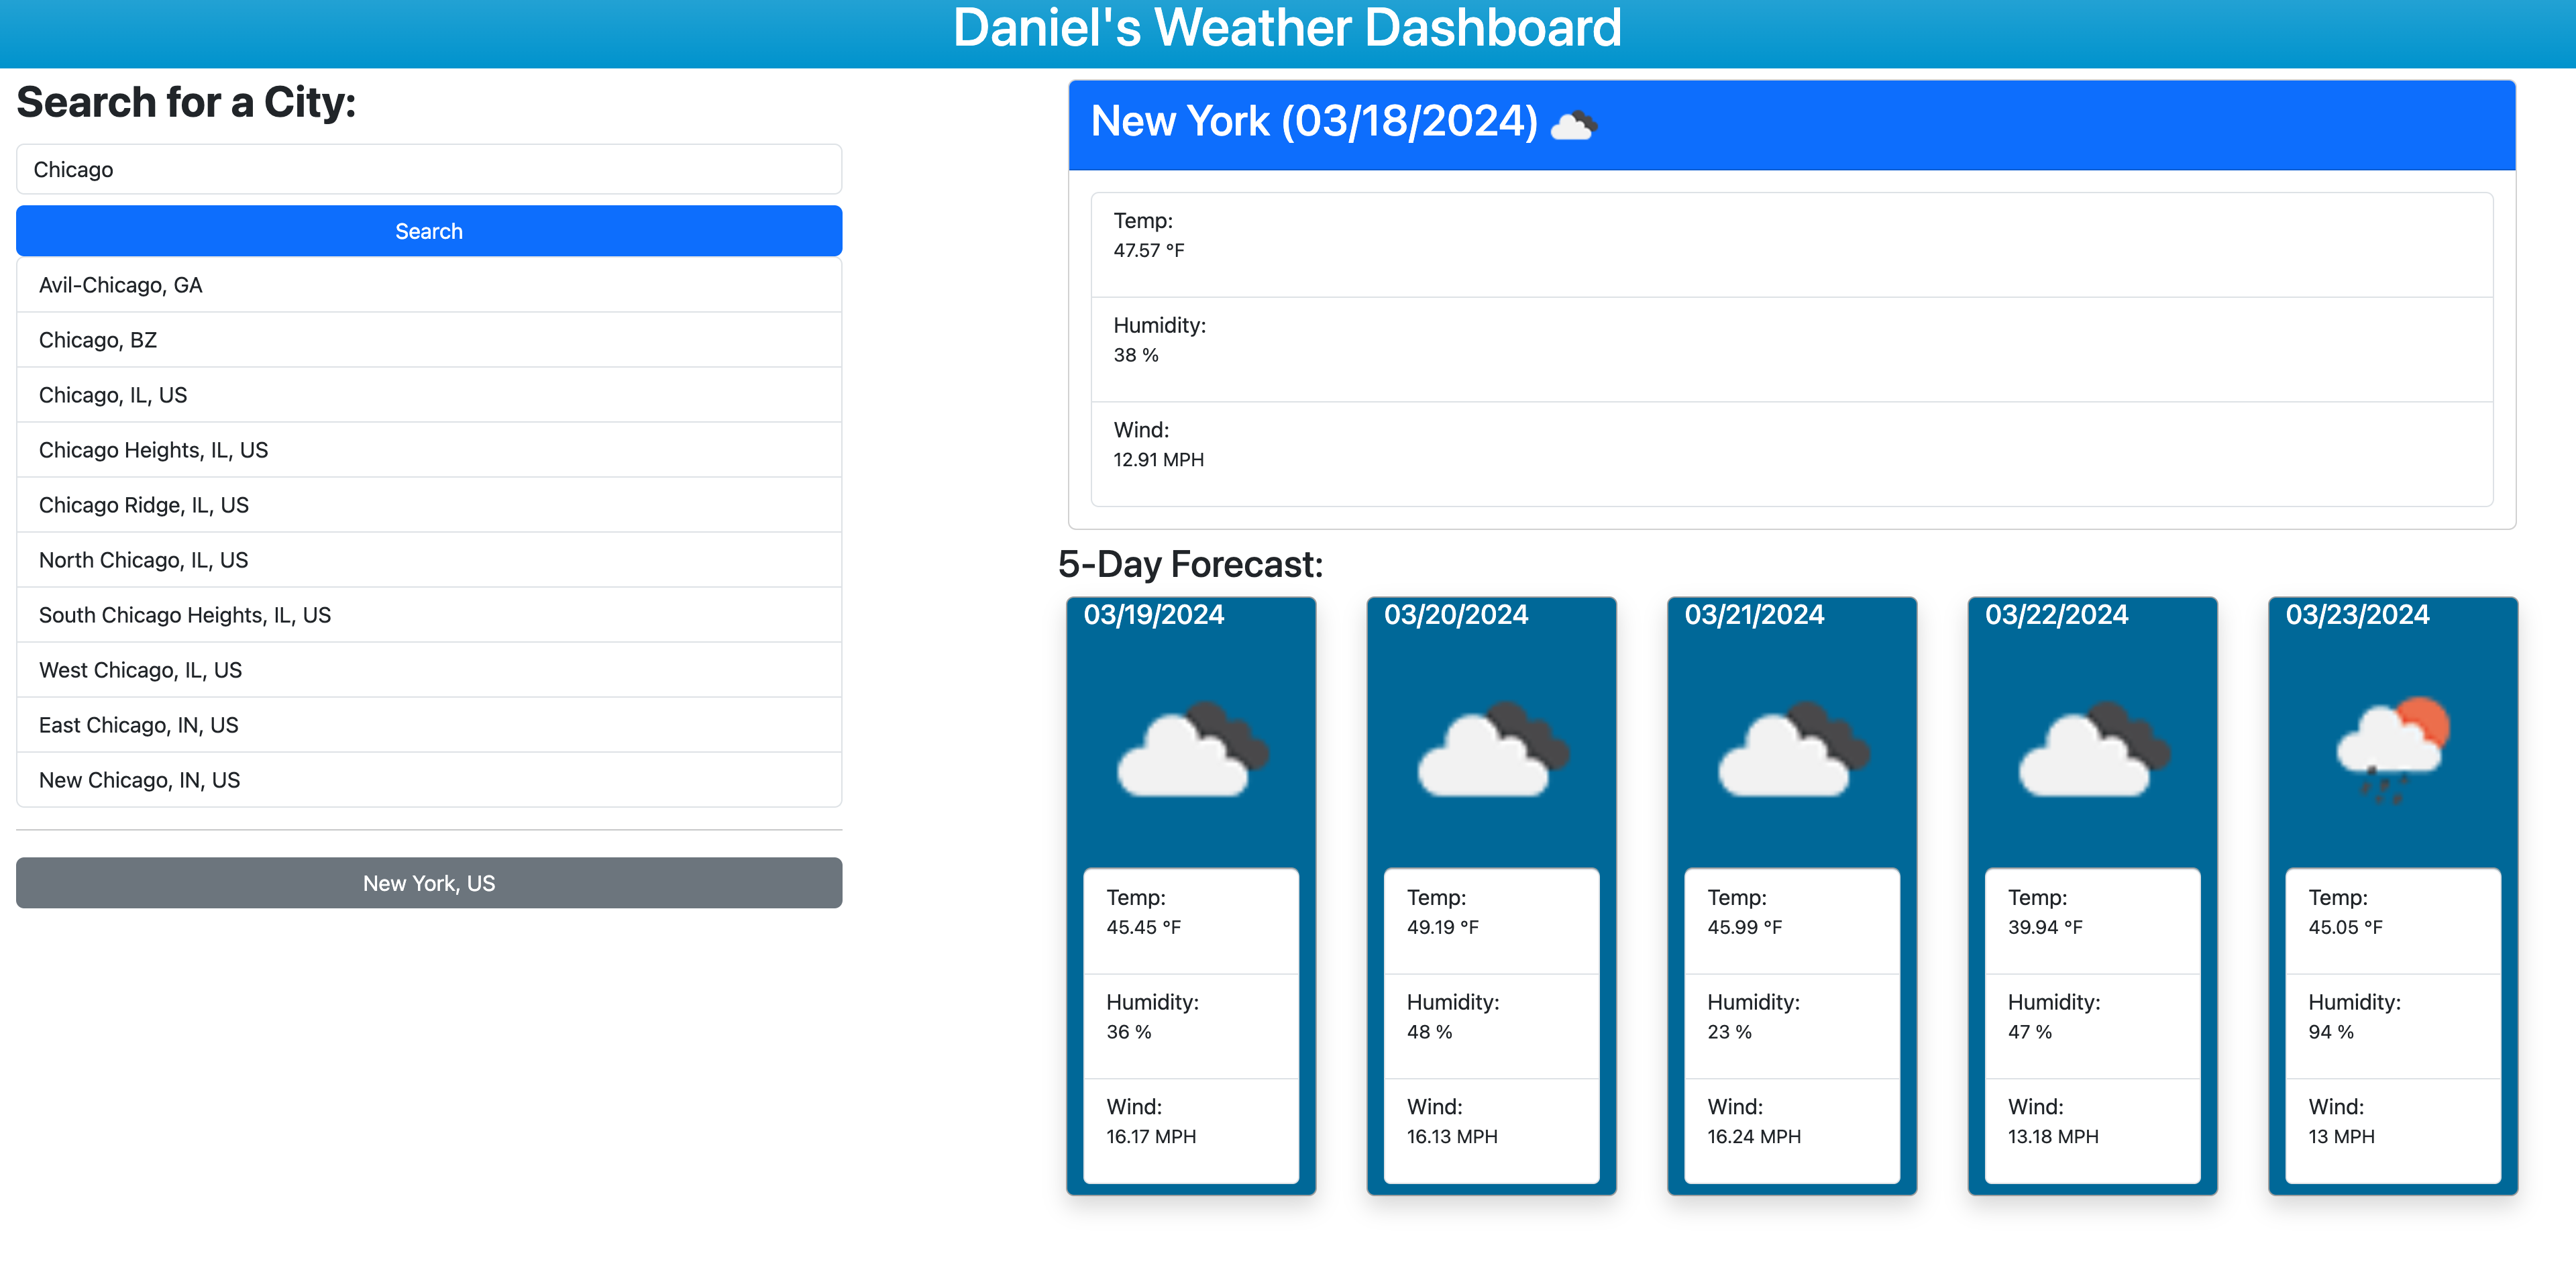 Daniel's Weather Dashboard
Search for a City:
Chicago
Search
Avil-Chicago, GA
Chicago, BZ
Chicago, IL, US
Chicago Heights, IL, US
Chicago Ridge, IL, US
North Chicago, IL, US
South Chicago Heights, IL, US
West Chicago, IL, US
East Chicago, IN, US
New Chicago, IN, US
New York, US
New York (03/18/2024)
Temp:
47.57 °F
Humidity:
38 %
Wind:
12.91 MPH
5-Day Forecast:
03/19/2024
Temp:
45.45 °F
Humidity:
36 %
Wind:
16.17 MPH
03/20/2024
Temp:
49.19 °F
Humidity:
48 %
Wind:
16.13 MPH
03/21/2024
Temp:
45.99 °F
Humidity:
23 %
Wind:
16.24 MPH
03/22/2024
Temp:
39.94 °F
Humidity:
47 %
Wind:
13.18 MPH
03/23/2024
Temp:
45.05 °F
Humidity:
94 %
Wind:
13 MPH